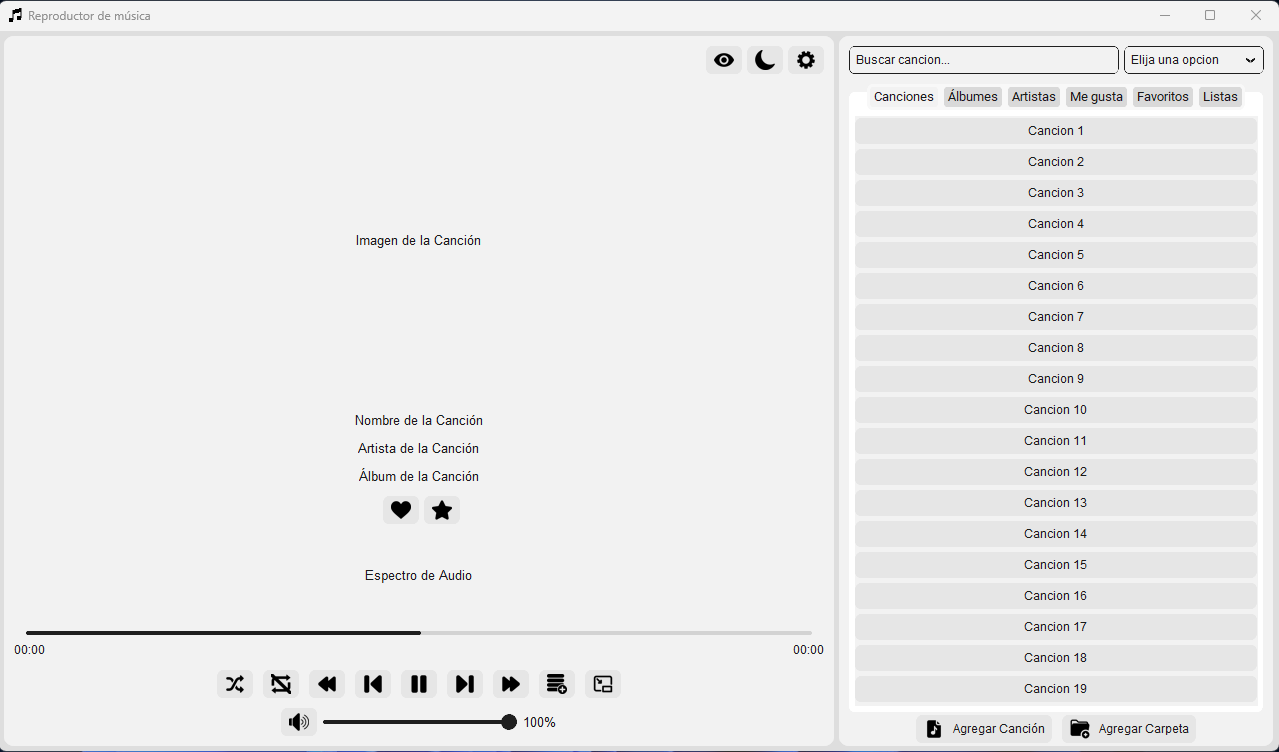 Reproductor de música
Imagen de la Canción
Nombre de la Canción
Artista de la Canción
Álbum de la Canción
Espectro de Audio
00:00 00:00
100%
Buscar cancion... Elija una opcion
Canciones Álbumes Artistas Me gusta Favoritos Listas
Cancion 1
Cancion 2
Cancion 3
Cancion 4
Cancion 5
Cancion 6
Cancion 7
Cancion 8
Cancion 9
Cancion 10
Cancion 11
Cancion 12
Cancion 13
Cancion 14
Cancion 15
Cancion 16
Cancion 17
Cancion 18
Cancion 19
Agregar Canción Agregar Carpeta